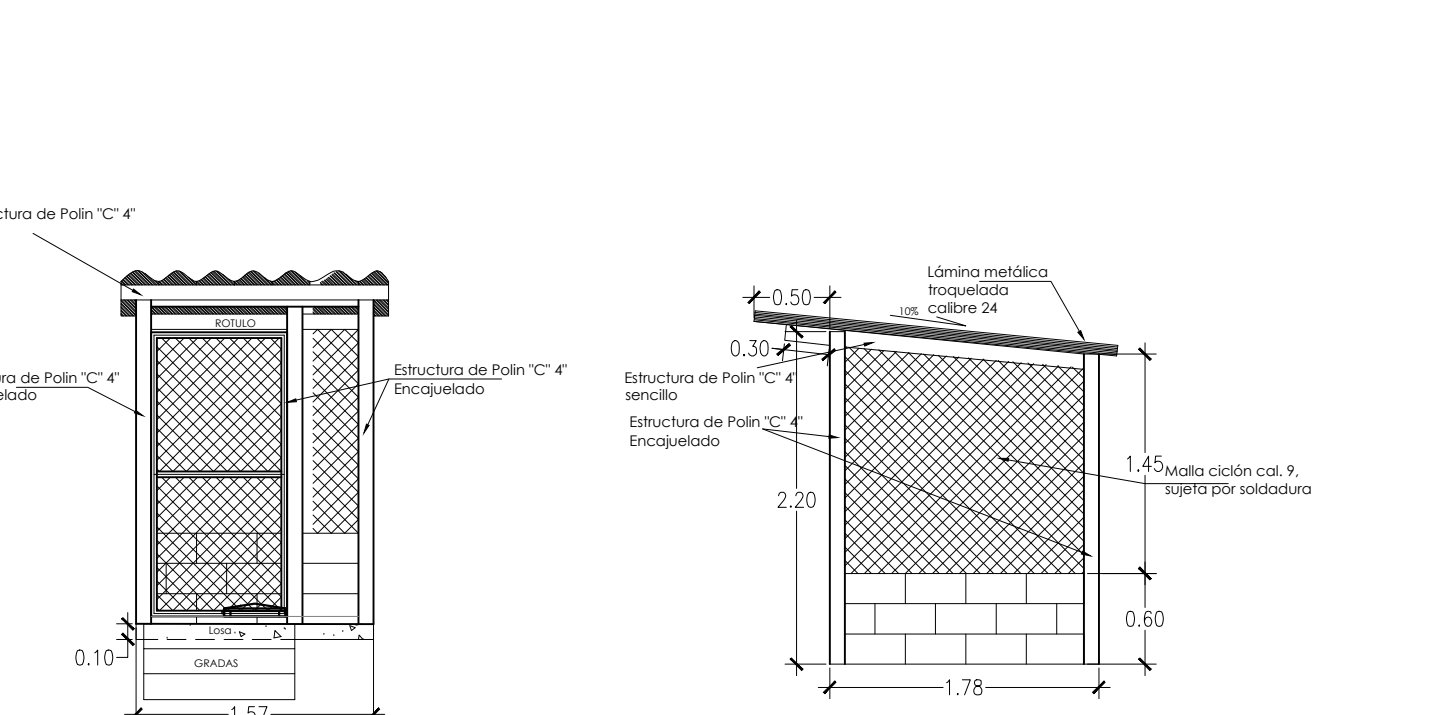 ctura de Polin "C" 4"
ROTULO
ra de Polin "C" 4"
elado
Estructura de Polin "C" 4"
Encajuelado
Losa
GRADAS
0.10
1.57
Lámina metálica
troquelada
calibre 24
0.50
10%
0.30
Estructura de Polin "C" 4"
sencillo
Estructura de Polin "C" 4"
Encajuelado
1.45
Malla ciclón cal. 9,
sujeta por soldadura
2.20
0.60
1.78